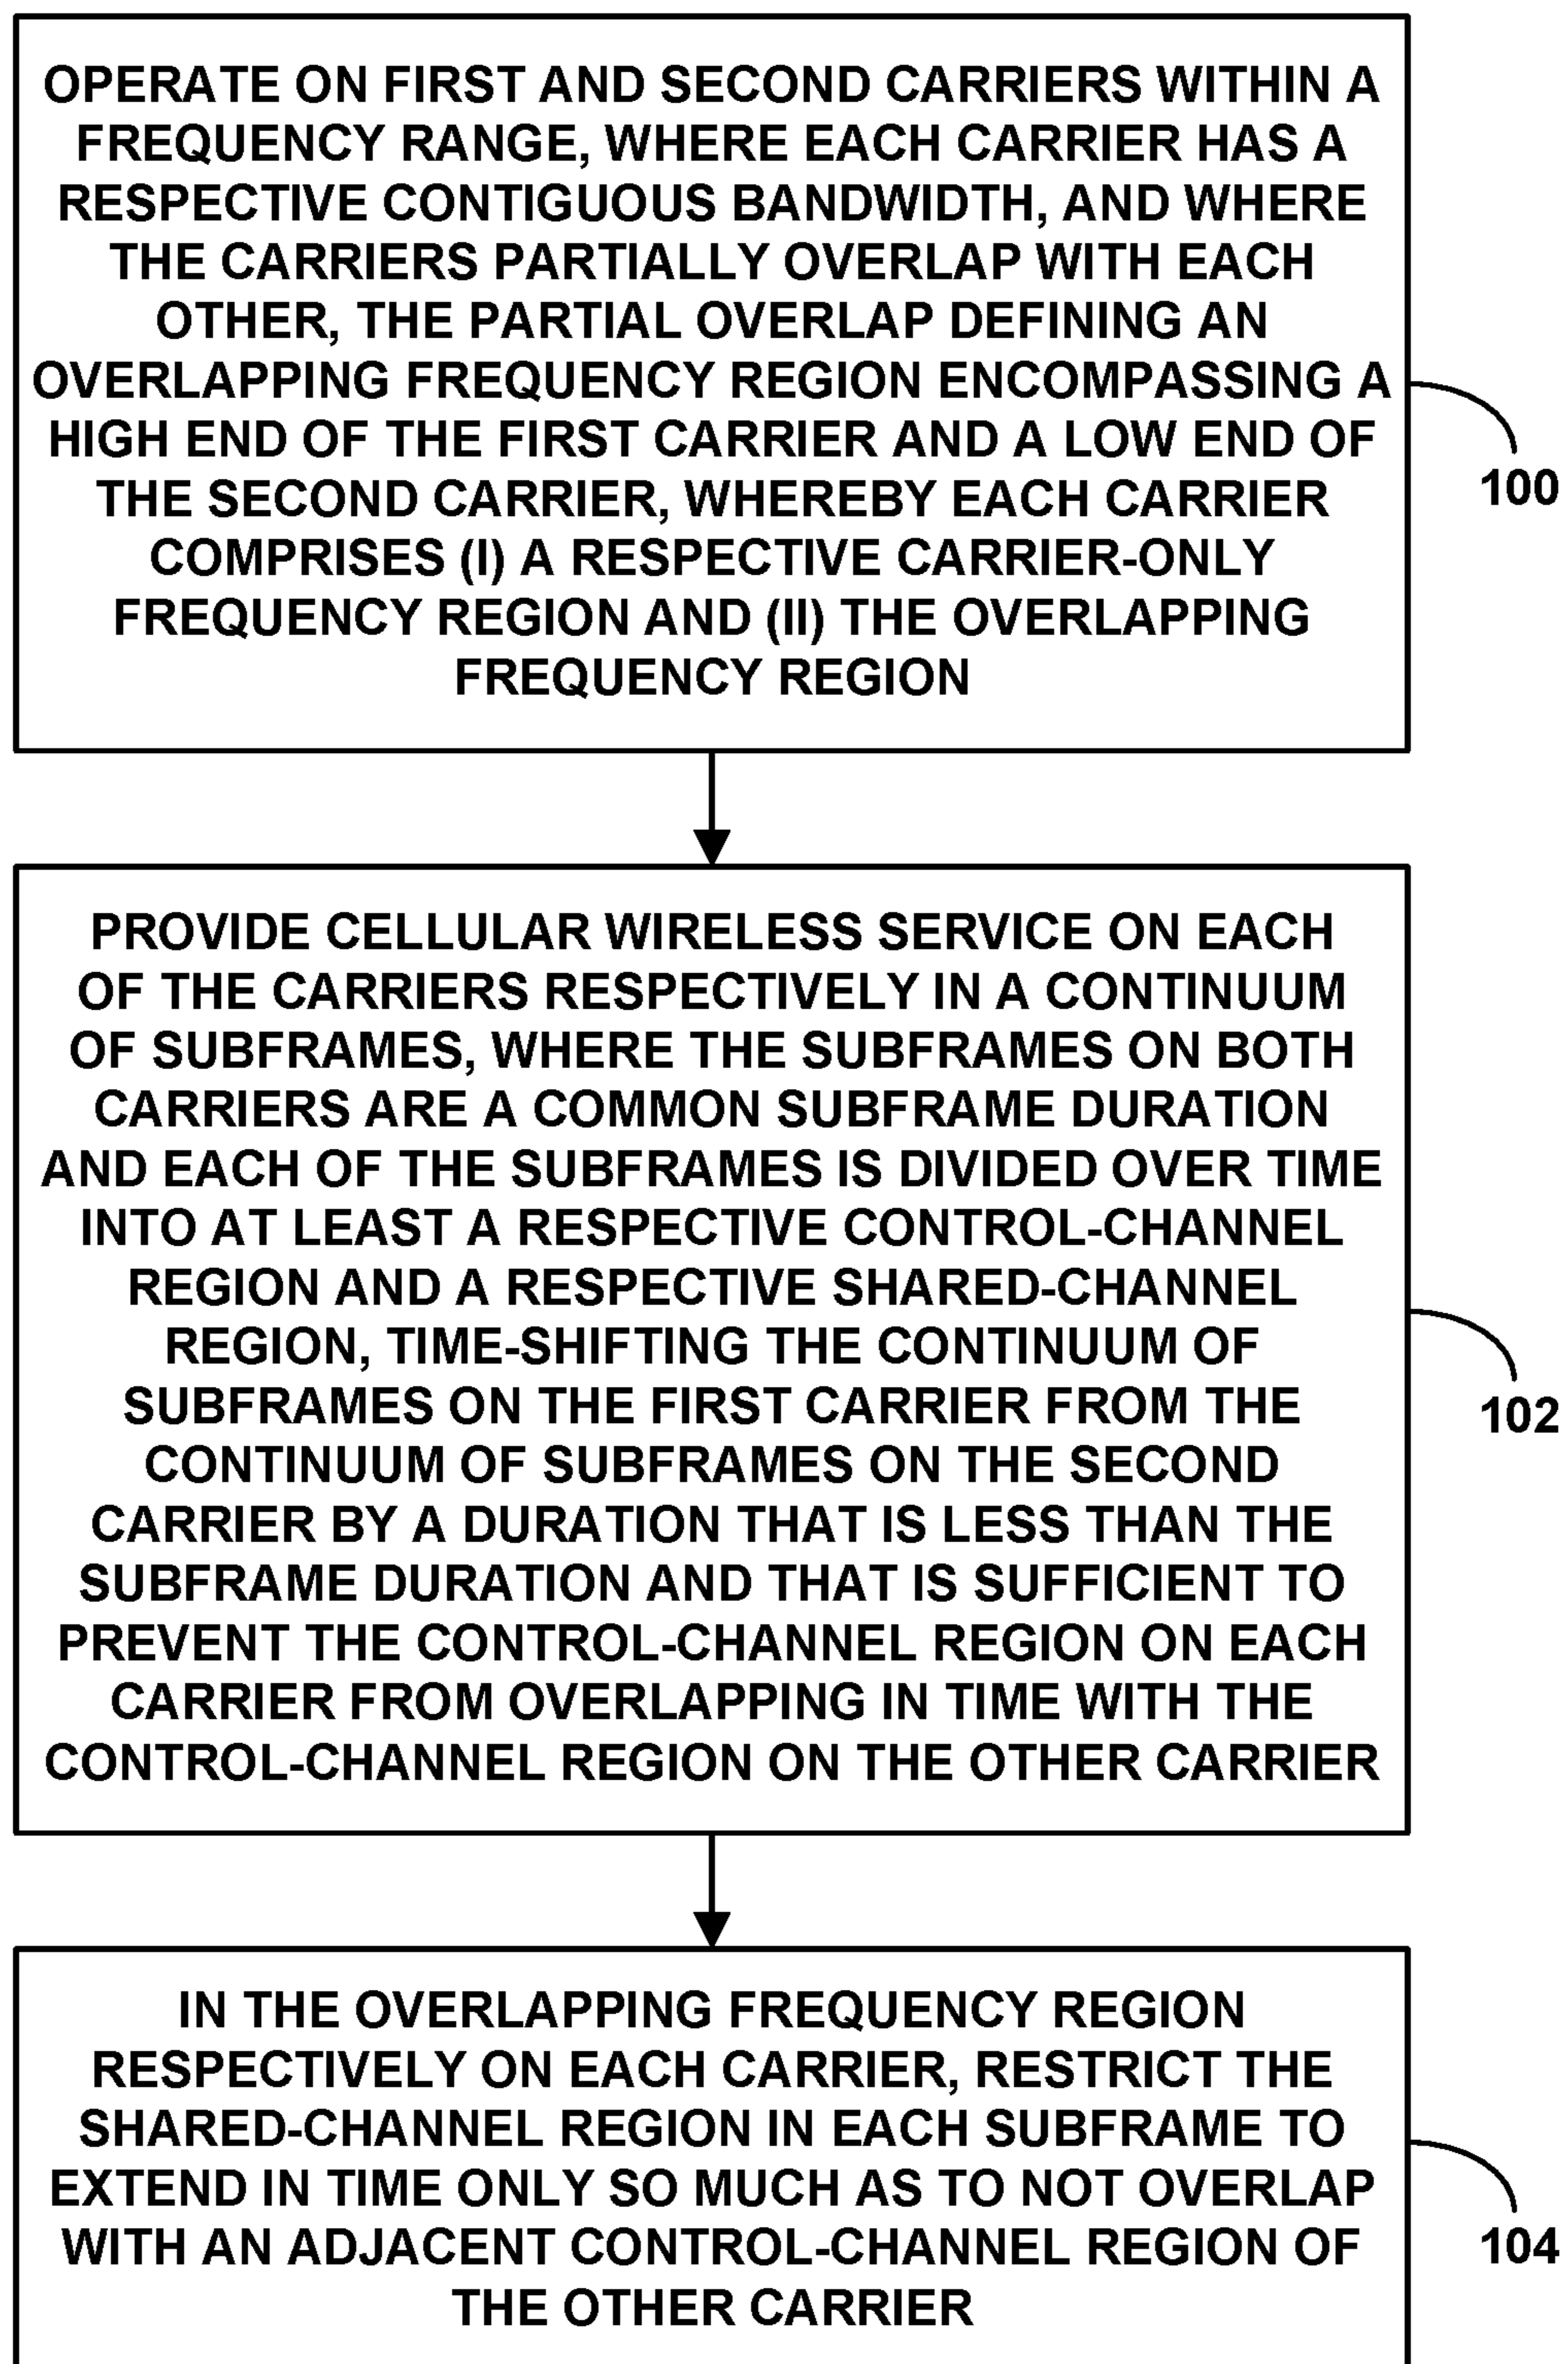 OPERATE ON FIRST AND SECOND CARRIERS WITHIN A
FREQUENCY RANGE, WHERE EACH CARRIER HAS A
RESPECTIVE CONTIGUOUS BANDWIDTH, AND WHERE
THE CARRIERS PARTIALLY OVERLAP WITH EACH
OTHER, THE PARTIAL OVERLAP DEFINING AN
OVERLAPPING FREQUENCY REGION ENCOMPASSING A
HIGH END OF THE FIRST CARRIER AND A LOW END OF
THE SECOND CARRIER, WHEREBY EACH CARRIER
COMPRISES (I) A RESPECTIVE CARRIER-ONLY
FREQUENCY REGION AND (II) THE OVERLAPPING
FREQUENCY REGION
100
PROVIDE CELLULAR WIRELESS SERVICE ON EACH
OF THE CARRIERS RESPECTIVELY IN A CONTINUUM
OF SUBFRAMES, WHERE THE SUBFRAMES ON BOTH
CARRIERS ARE A COMMON SUBFRAME DURATION
AND EACH OF THE SUBFRAMES IS DIVIDED OVER TIME
INTO AT LEAST A RESPECTIVE CONTROL-CHANNEL
REGION AND A RESPECTIVE SHARED-CHANNEL
REGION, TIME-SHIFTING THE CONTINUUM OF
SUBFRAMES ON THE FIRST CARRIER FROM THE
CONTINUUM OF SUBFRAMES ON THE SECOND
CARRIER BY A DURATION THAT IS LESS THAN THE
SUBFRAME DURATION AND THAT IS SUFFICIENT TO
PREVENT THE CONTROL-CHANNEL REGION ON EACH
CARRIER FROM OVERLAPPING IN TIME WITH THE
CONTROL-CHANNEL REGION ON THE OTHER CARRIER
102
IN THE OVERLAPPING FREQUENCY REGION
RESPECTIVELY ON EACH CARRIER, RESTRICT THE
SHARED-CHANNEL REGION IN EACH SUBFRAME TO
EXTEND IN TIME ONLY SO MUCH AS TO NOT OVERLAP
WITH AN ADJACENT CONTROL-CHANNEL REGION OF
THE OTHER CARRIER
104